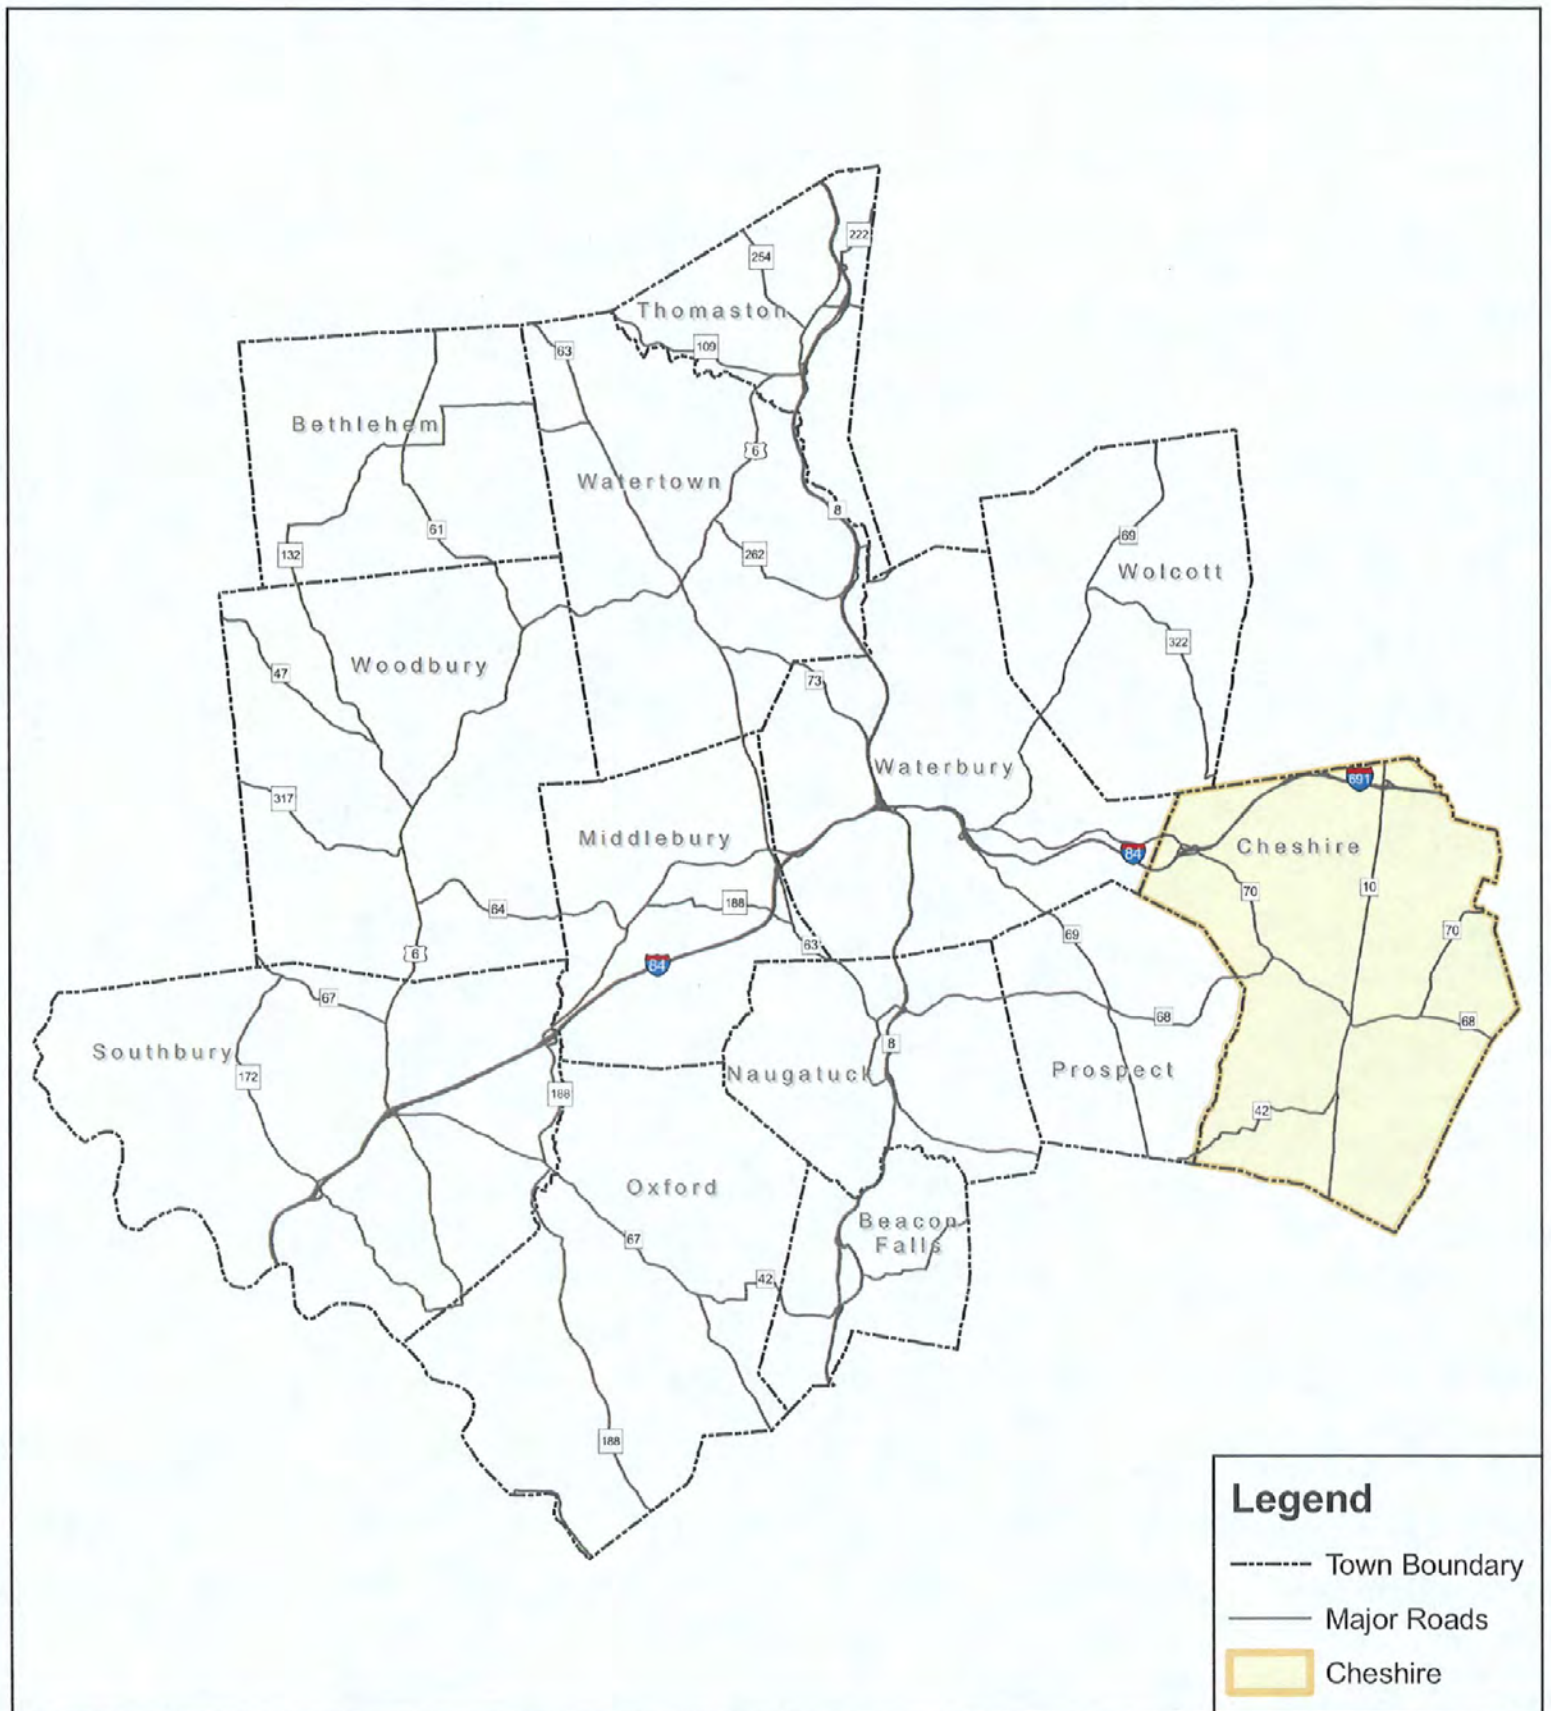 222
254
Thomaston
109
63
Bethlehem
6
Watertown
8
61
69
132
262
Wolcott
322
Woodbury
47
73
Waterbury
691
317
Middlebury
Cheshire
84
70
10
188
64
70
69
63
6
84
67
68
68
8
Southbury
Prospect
172
Naugatuck
188
42
Oxford
Beacon
Falls
67
42
188
Legend
Town Boundary
Major Roads
Cheshire